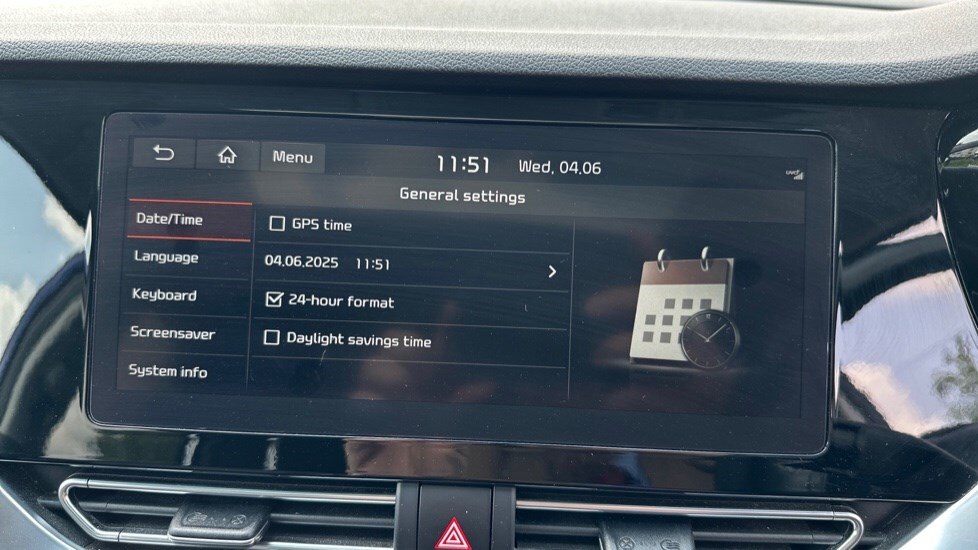 Menu 11:51 Wed, 04.06
UVO
General settings
Date/Time
Language
Keyboard
Screensaver
System info
GPS time
04.06.2025 11:51
24-hour format
Daylight savings time